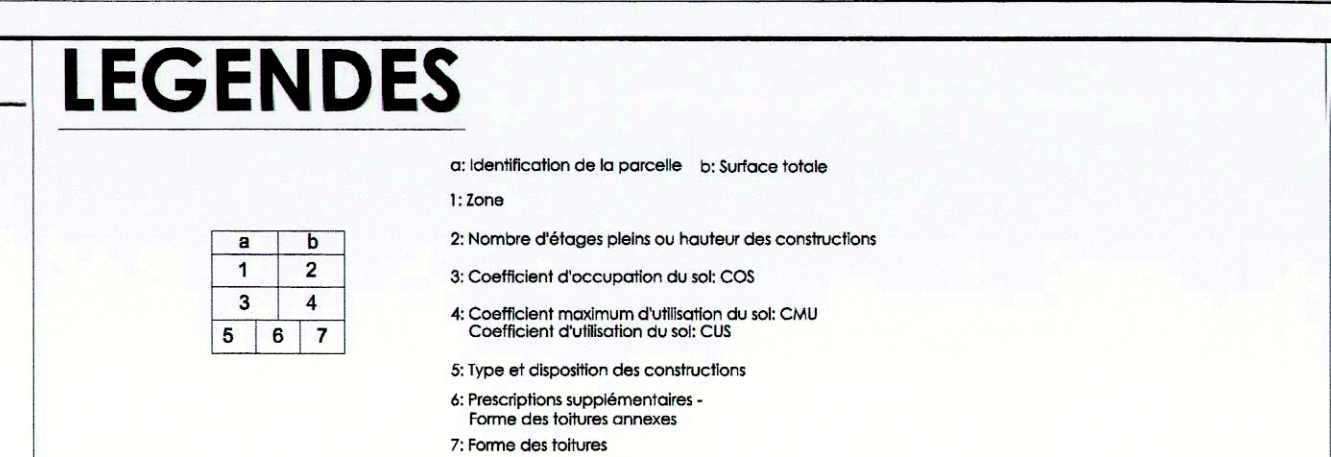 LEGENDES
a: Identification de la parcelle b: Surface totale
1: Zone
a b
1 2
3 4
5 6 7
2: Nombre d'étages pleins ou hauteur des constructions
3: Coefficient d'occupation du sol: COS
4: Coefficient maximum d'utilisation du sol: CMU
Coefficient d'utilisation du sol: CUS
5: Type et disposition des constructions
6: Prescriptions supplémentaires -
Forme des toitures annexes
7: Forme des toitures